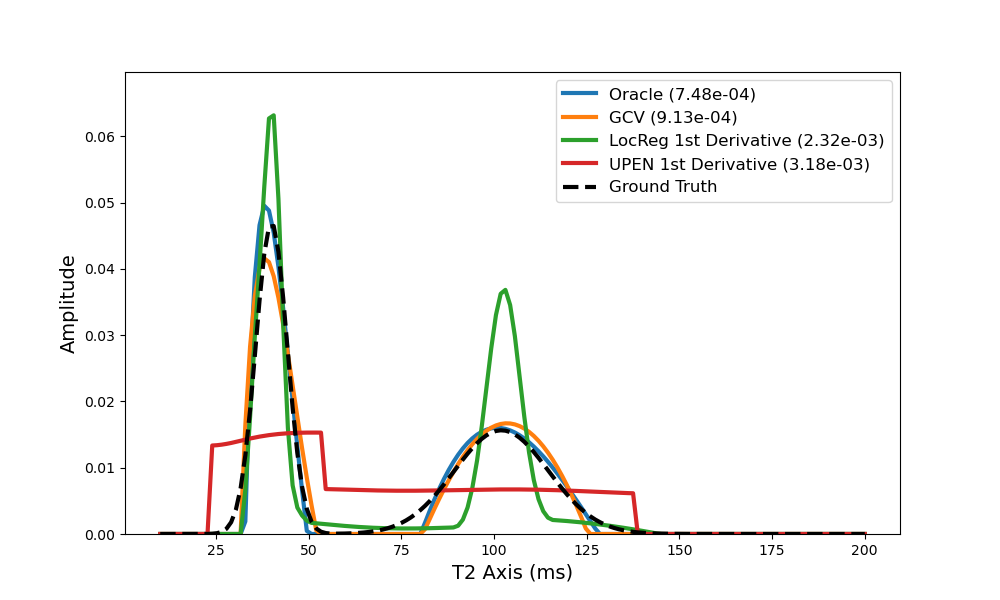 Oracle (7.48e-04)
GCV (9.13e-04)
LocReg 1st Derivative (2.32e-03)
UPEN 1st Derivative (3.18e-03)
Ground Truth
Amplitude
0.06
0.05
0.04
0.03
0.02
0.01
0.00
25 50 75 100 125 150 175 200
T2 Axis (ms)